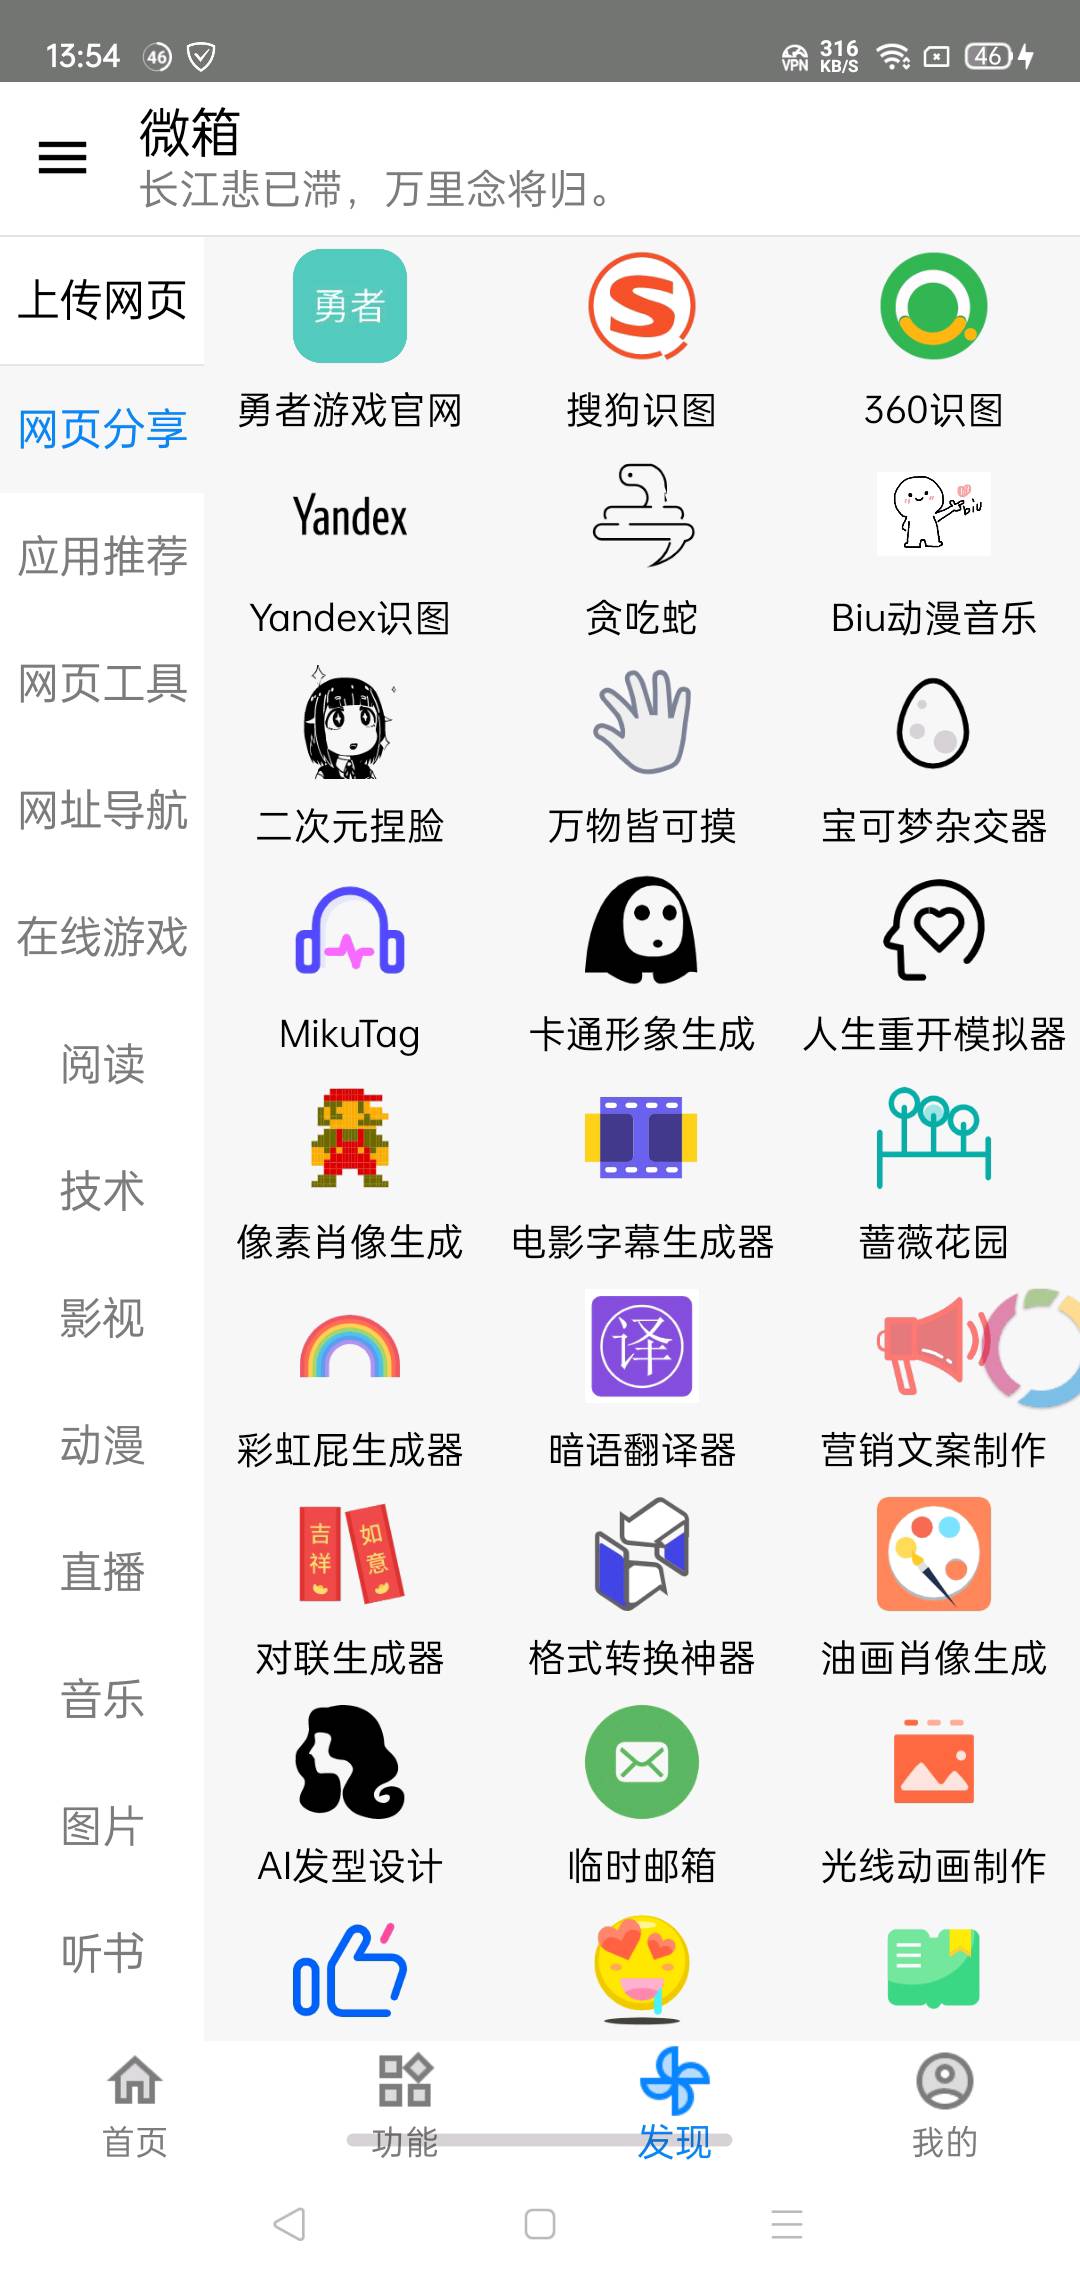 13:54
46
VPN
316
KB/S
46
微箱
长江悲已滞，万里念将归。
上传网页
网页分享
应用推荐
网页工具
网址导航
在线游戏
阅读
技术
影视
动漫
直播
音乐
图片
听书
勇者
S
勇者游戏官网
搜狗识图
360识图
Yandex
biu
Yandex识图
贪吃蛇
Biu动漫音乐
二次元捏脸
万物皆可摸
宝可梦杂交器
MikuTag
卡通形象生成
人生重开模拟器
像素肖像生成
电影字幕生成器
蔷薇花园
译
彩虹屁生成器
暗语翻译器
营销文案制作
吉祥
如意
对联生成器
格式转换神器
油画肖像生成
AI发型设计
临时邮箱
光线动画制作
首页
功能
发现
我的